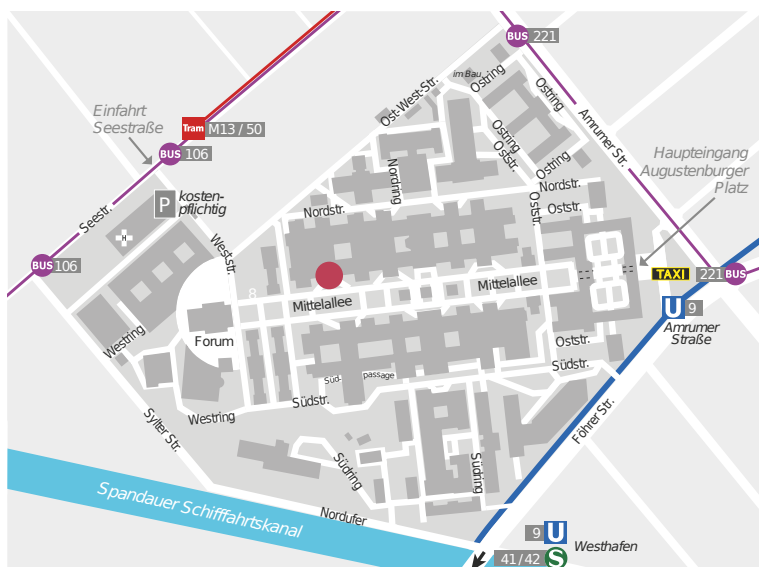 BUS 221
im Bau
Ostring
Ost-West-Str.
Ostring
Amrumer Str.
Einfahrt
Seestraße
Tram M13 / 50
BUS 106
Ostring
Oststr.
Ostring
Haupteingang
Augustenburger
Platz
Nordring
Nordstr.
P kosten-
pflichtig
Nordstr.
Oststr.
Oststr.
Seestr.
H
Weststr.
BUS 106
TAXI
221 BUS
Mittelallee
8
Mittelallee
U 9
Amrumer
Straße
Westring
Forum
Oststr.
Südstr.
Süd- passage
Südstr.
Westring
Sylter Str.
Föhrer Str.
Südring
Südring
Spandauer Schifffahrtskanal
Nordufer
9 U
Westhafen
41 / 42 S